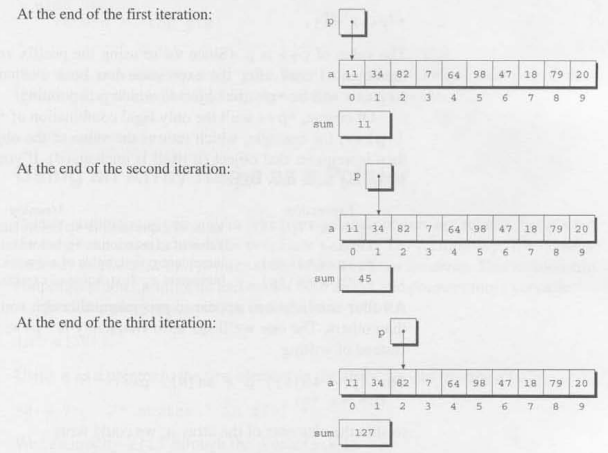 At the end of the first iteration:
p
a 11 34 82 7 64 98 47 18 79 20
0 1 2 3 4 5 6 7 8 9
sum 11
At the end of the second iteration:
p
a 11 34 82 7 64 98 47 18 79 20
0 1 2 3 4 5 6 7 8 9
sum 45
At the end of the third iteration:
p
a 11 34 82 7 64 98 47 18 79 20
0 1 2 3 4 5 6 7 8 9
sum 127